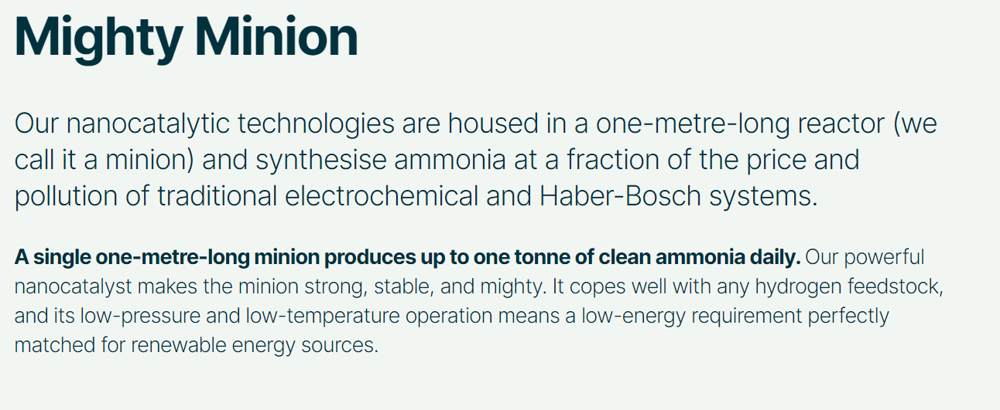 Mighty Minion
Our nanocatalytic technologies are housed in a one-metre-long reactor (we
call it a minion) and synthesise ammonia at a fraction of the price and
pollution of traditional electrochemical and Haber-Bosch systems.
A single one-metre-long minion produces up to one tonne of clean ammonia daily. Our powerful
nanocatalyst makes the minion strong, stable, and mighty. It copes well with any hydrogen feedstock,
and its low-pressure and low-temperature operation means a low-energy requirement perfectly
matched for renewable energy sources.